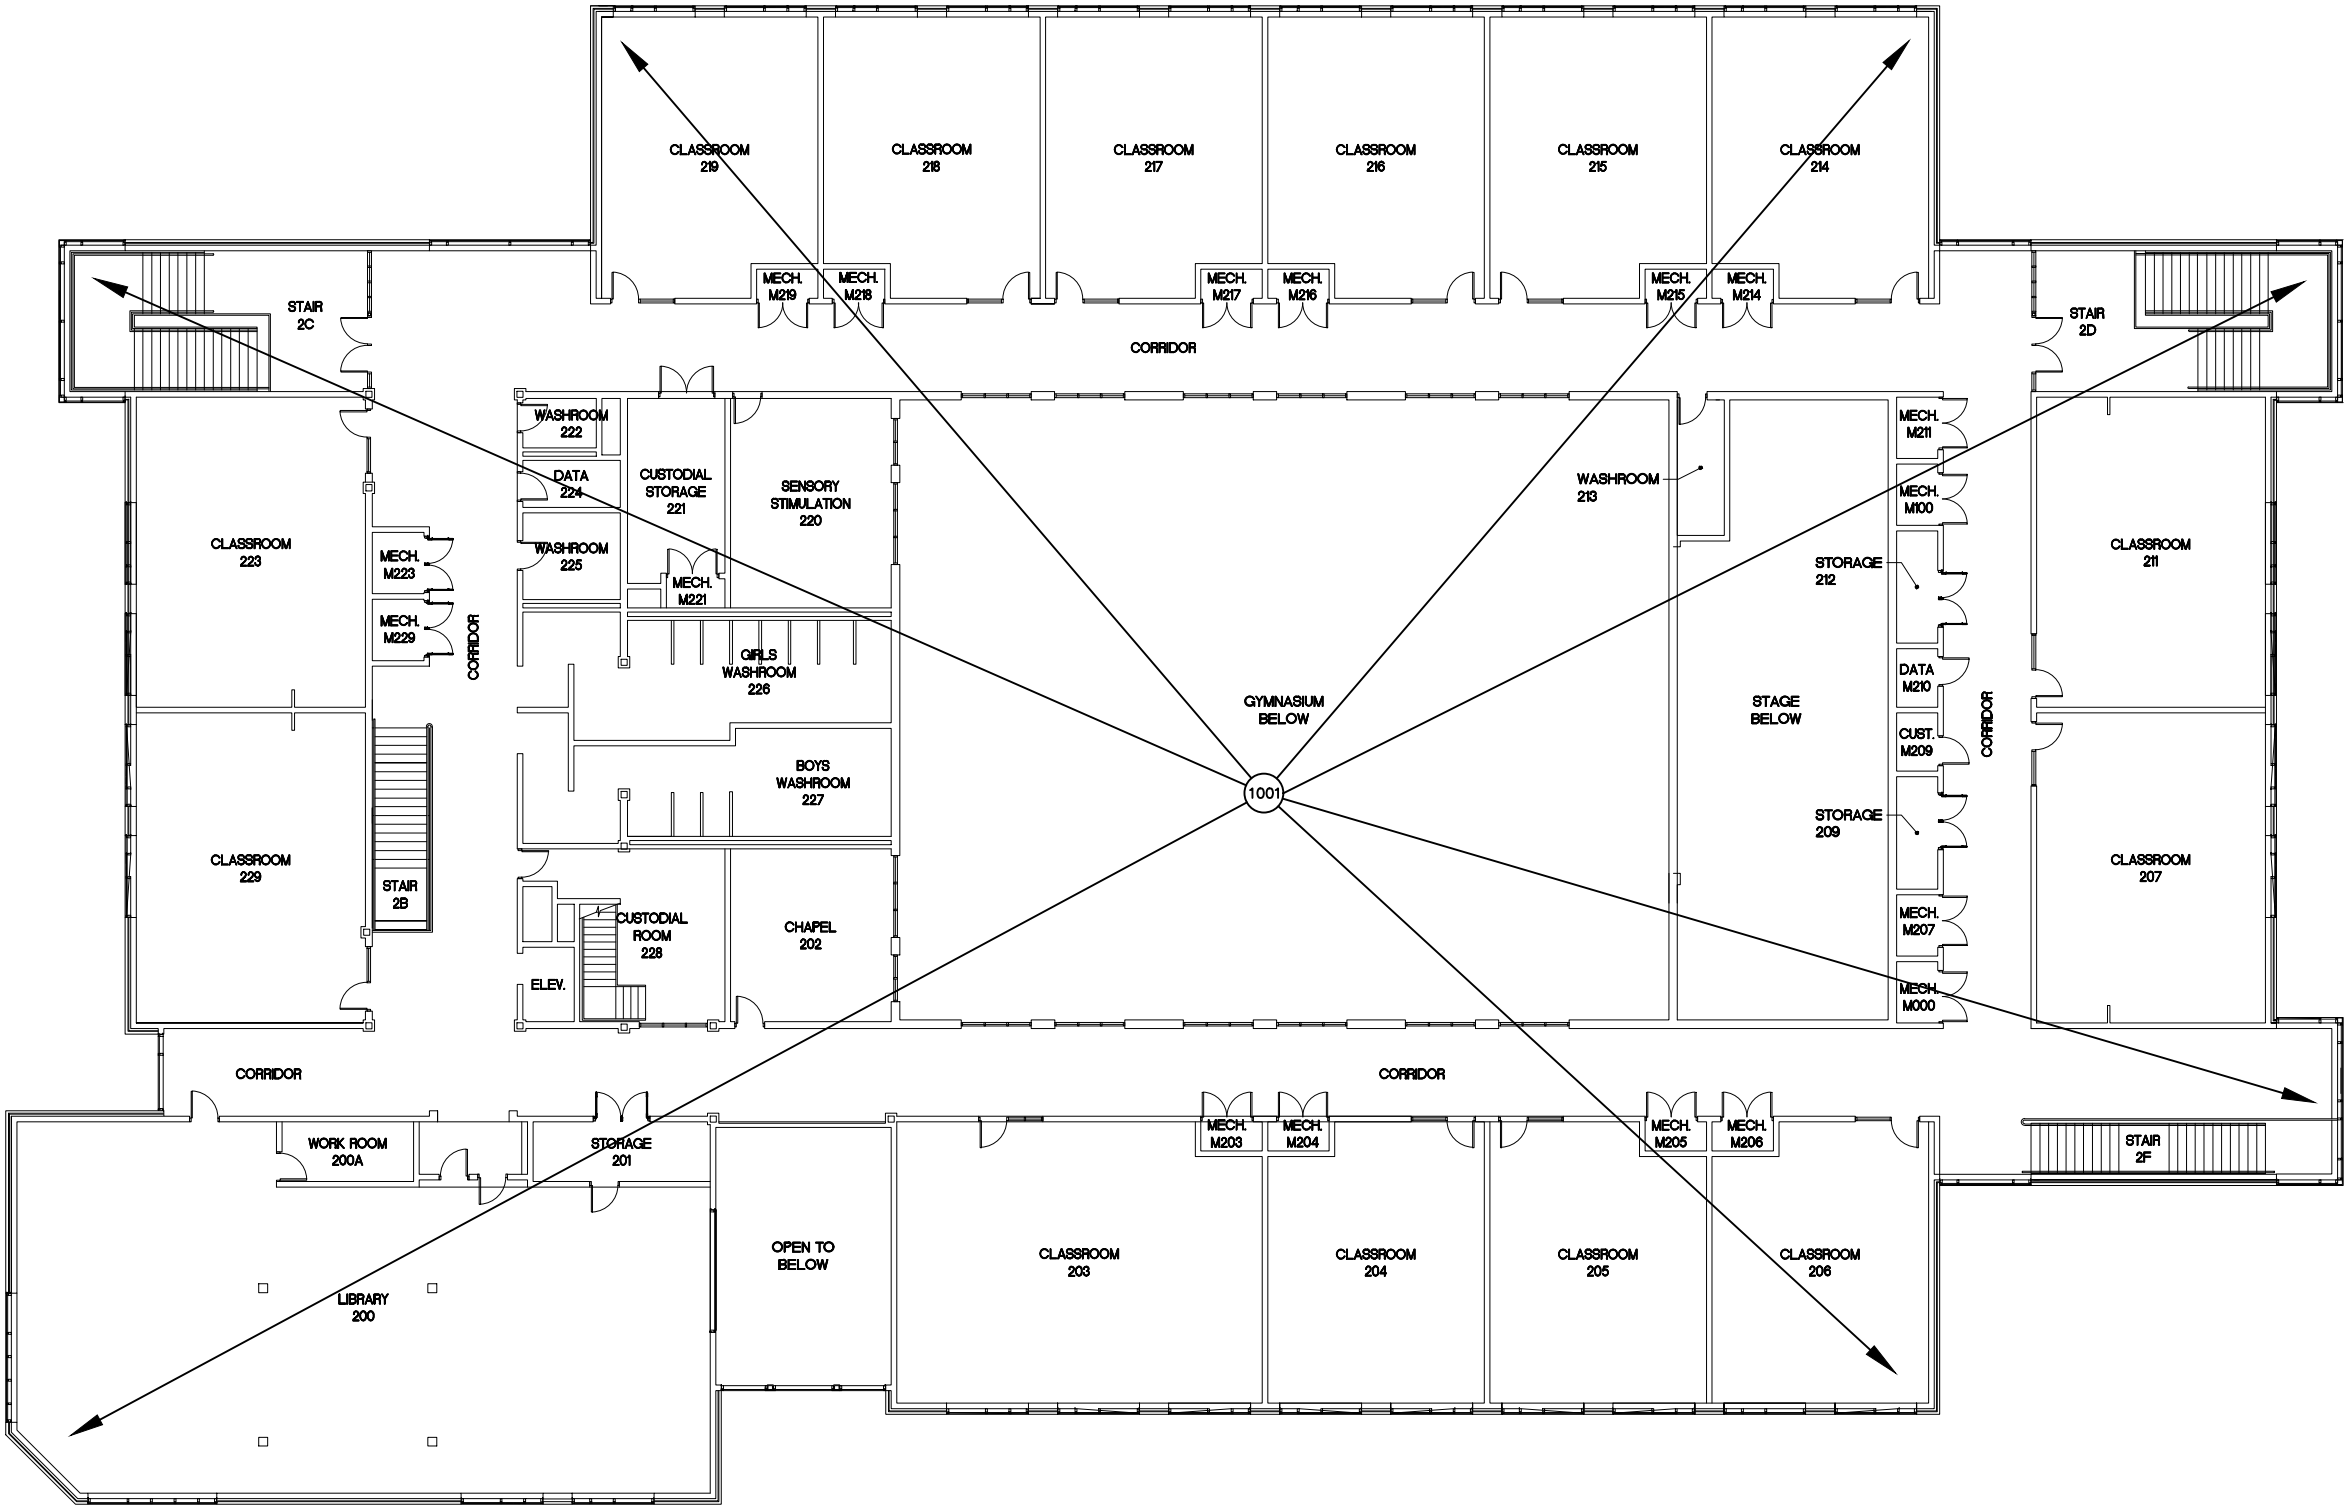 CLASSROOM
219
CLASSROOM
218
CLASSROOM
217
CLASSROOM
216
CLASSROOM
215
CLASSROOM
214
MECH.
M219
MECH.
M218
MECH.
M217
MECH.
M216
MECH.
M215
MECH.
M214
STAIR
2C
STAIR
2D
CORRIDOR
WASHROOM
222
DATA
224
WASHROOM
225
CUSTODIAL
STORAGE
221
MECH.
M221
SENSORY
STIMULATION
220
WASHROOM
213
MECH.
M211
MECH.
M100
STORAGE
212
CLASSROOM
223
MECH.
M223
MECH.
M229
CORRIDOR
CLASSROOM
211
GIRLS
WASHROOM
226
GYMNASIUM
BELOW
STAGE
BELOW
DATA
M210
CUST.
M209
CORRIDOR
BOYS
WASHROOM
227
1001
STORAGE
209
CLASSROOM
229
STAIR
2B
CLASSROOM
207
CUSTODIAL
ROOM
228
CHAPEL
202
MECH.
M207
ELEV.
MECH.
M000
CORRIDOR
CORRIDOR
WORK ROOM
200A
STORAGE
201
MECH.
M203
MECH.
M204
MECH.
M205
MECH.
M206
STAIR
2F
OPEN TO
BELOW
CLASSROOM
203
CLASSROOM
204
CLASSROOM
205
CLASSROOM
206
LIBRARY
200